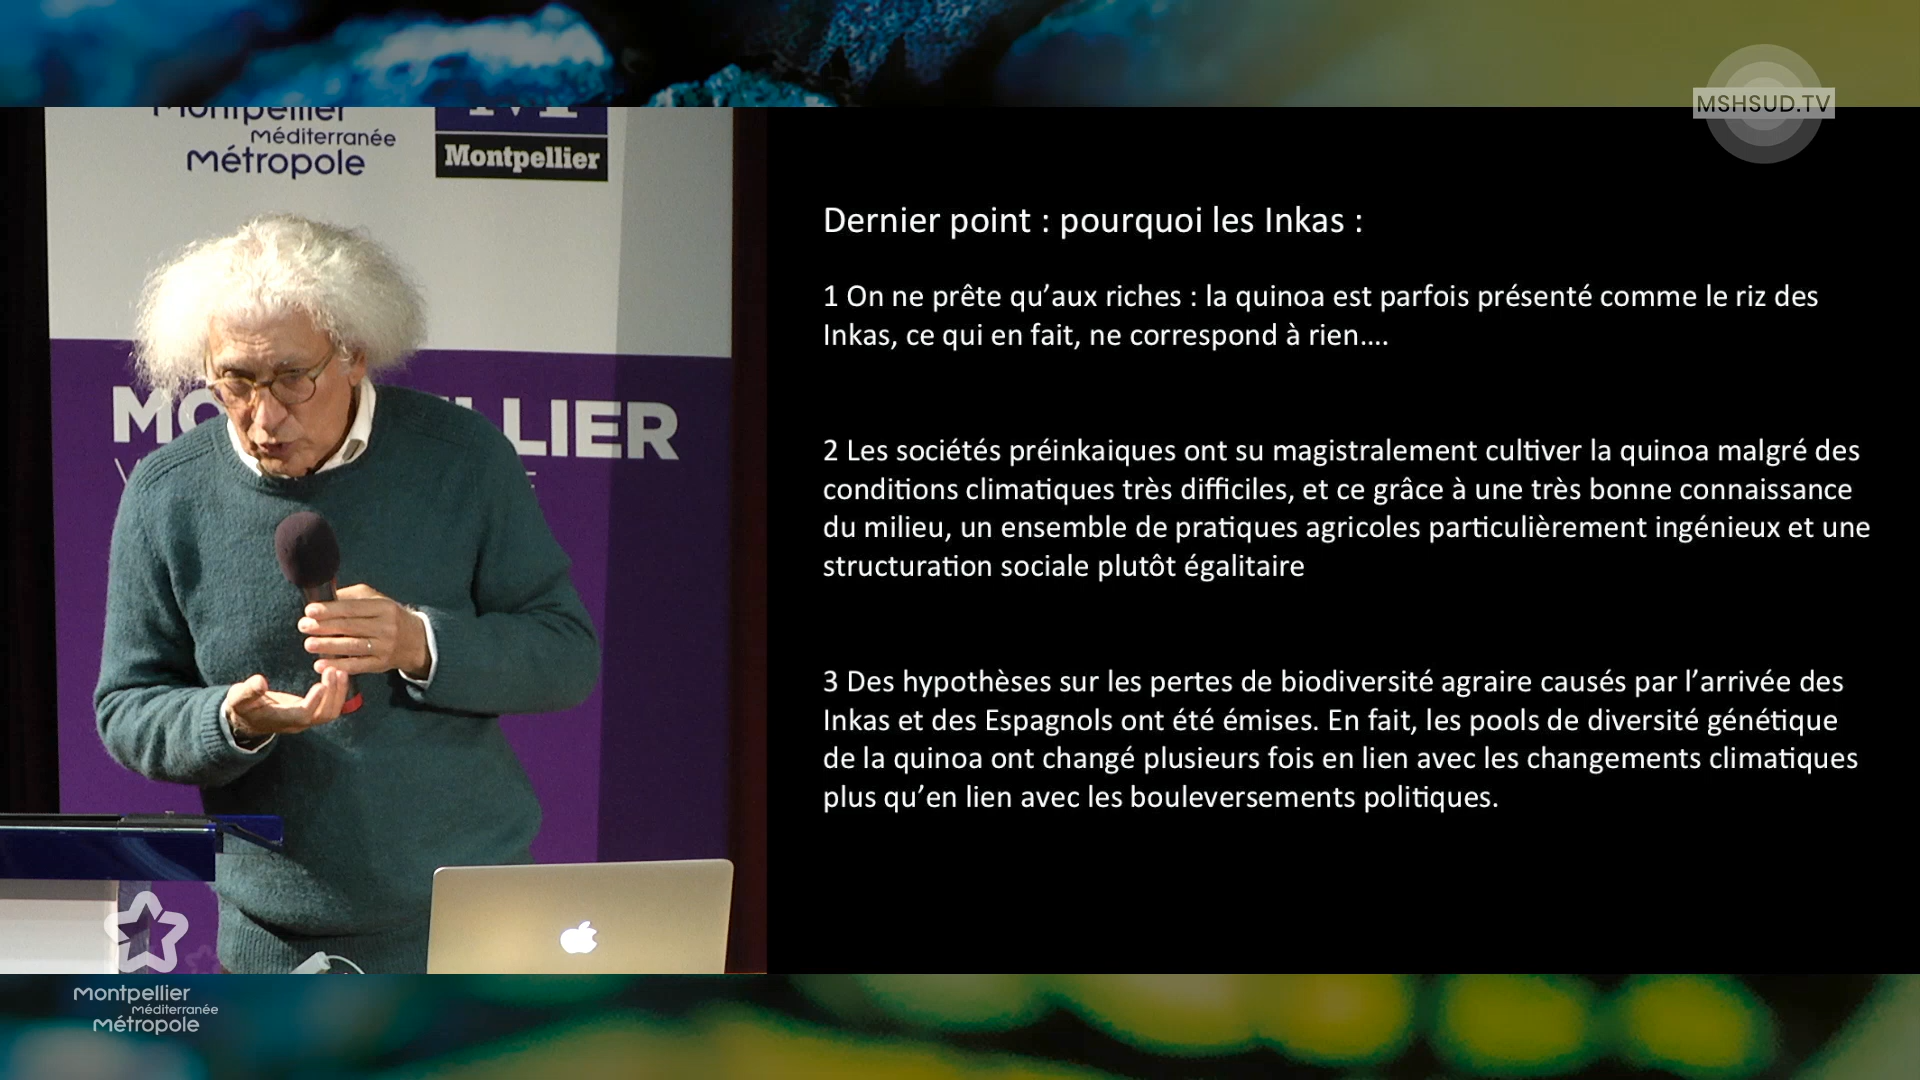 MSHSUD.TV
Montpellier
méditerranée
métropole
Montpellier
LLIER
Dernier point : pourquoi les Inkas :
1 On ne prête qu’aux riches : la quinoa est parfois présenté comme le riz des
Inkas, ce qui en fait, ne correspond à rien....
2 Les sociétés préinkaiques ont su magistralement cultiver la quinoa malgré des
conditions climatiques très difficiles, et ce grâce à une très bonne connaissance
du milieu, un ensemble de pratiques agricoles particulièrement ingénieux et une
structuration sociale plutôt égalitaire
3 Des hypothèses sur les pertes de biodiversité agraire causés par l’arrivée des
Inkas et des Espagnols ont été émises. En fait, les pools de diversité génétique
de la quinoa ont changé plusieurs fois en lien avec les changements climatiques
plus qu’en lien avec les bouleversements politiques.
montpellier
méditerranée
métropole